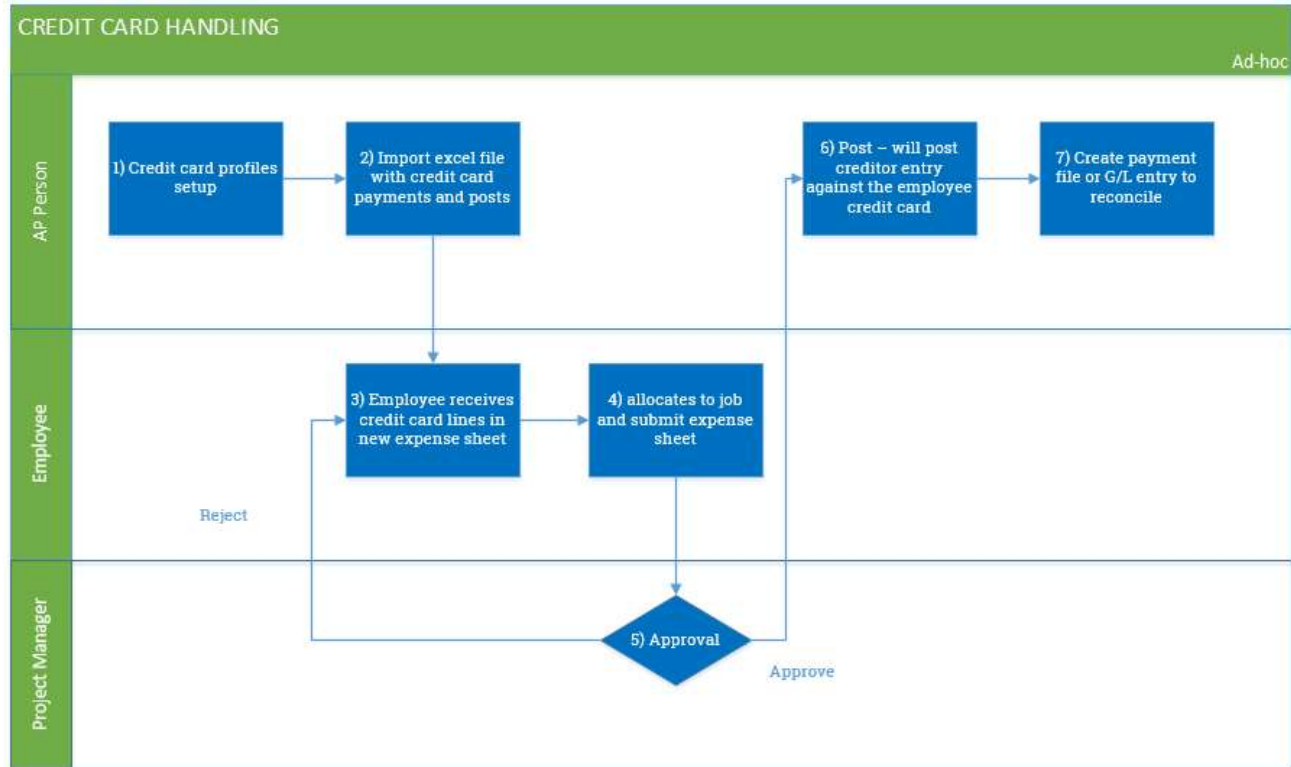 CREDIT CARD HANDLING
Ad-hoc
AP Person
1) Credit card profiles
setup
2) Import excel file
with credit card
payments and posts
6) Post – will post
creditor entry
against the employee
credit card
7) Create payment
file or G/L entry to
reconcile
Employee
3) Employee receives
credit card lines in
new expense sheet
4) allocates to job
and submit expense
sheet
Reject
Project Manager
5) Approval
Approve